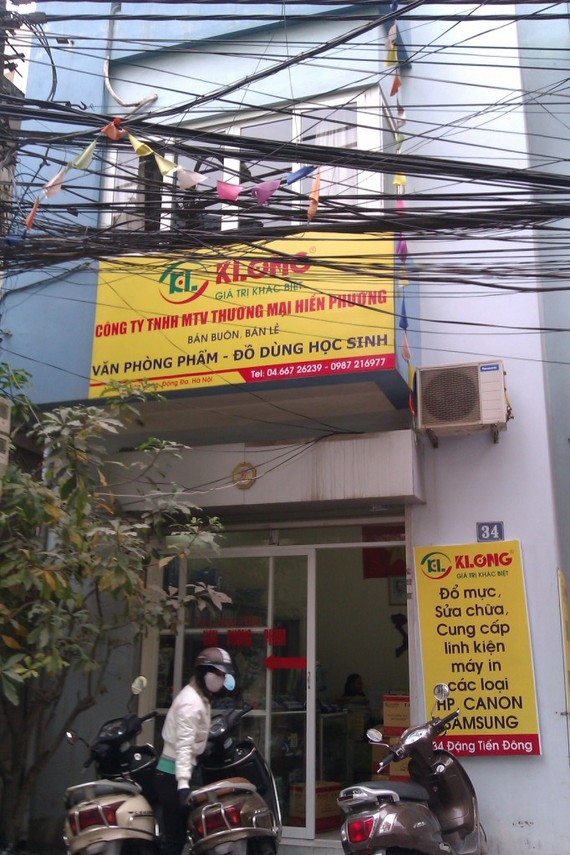 KL
KLONG®
GIÁ TRỊ KHÁC BIỆT
CÔNG TY TNHH MTV THƯƠNG MẠI HIỀN PHƯƠNG
BÁN BUÔN, BÁN LẺ
VĂN PHÒNG PHẨM - ĐỒ DÙNG HỌC SINH
Đống Đa. Hà Nội
Tel: 04.667 26239 - 0987 216977
Panasonic
34
KL
KLONG®
GIÁ TRỊ KHÁC BIỆT
Đổ mực,
Sửa chữa,
Cung cấp
linh kiện
máy in
các loại
HP, CANON
SAMSUNG
34 Đặng Tiến Đông